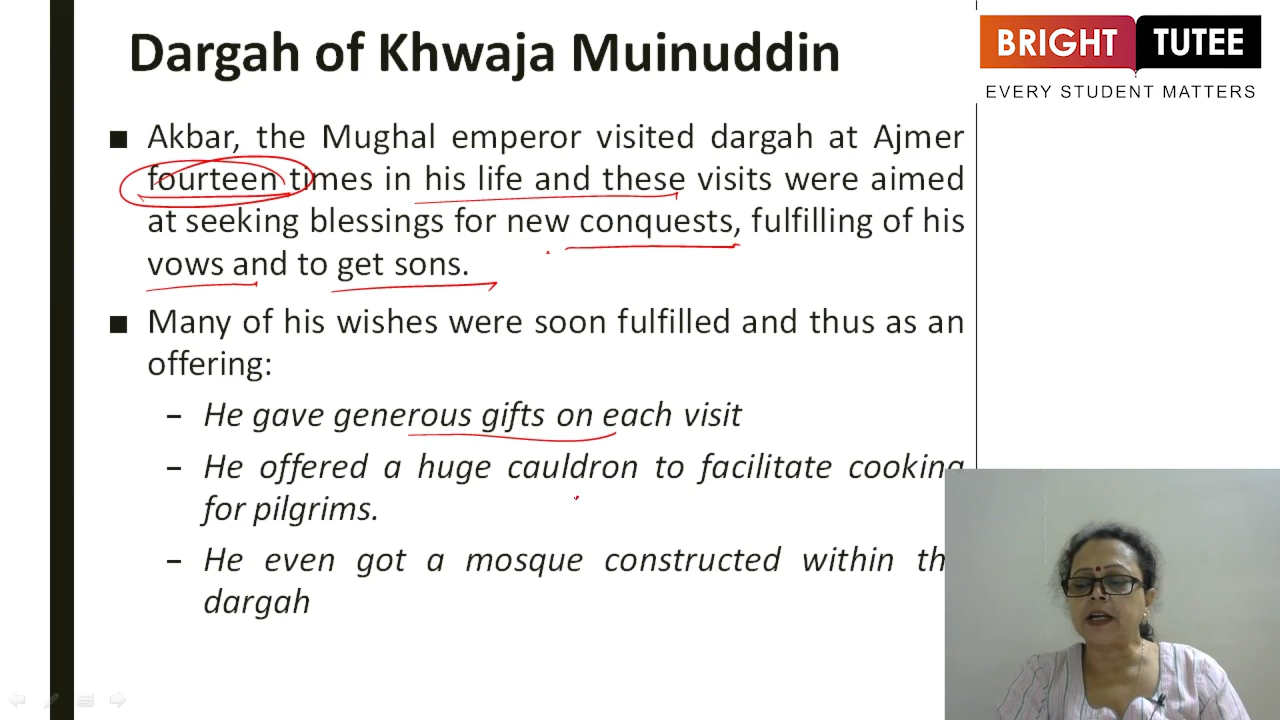 Dargah of Khwaja Muinuddin
BRIGHT TUTEE
EVERY STUDENT MATTERS
■ Akbar, the Mughal emperor visited dargah at Ajmer
fourteen times in his life and these visits were aimed
at seeking blessings for new conquests, fulfilling of his
vows and to get sons.
■ Many of his wishes were soon fulfilled and thus as an
offering:
– He gave generous gifts on each visit
– He offered a huge cauldron to facilitate cooking
for pilgrims.
– He even got a mosque constructed within th
dargah